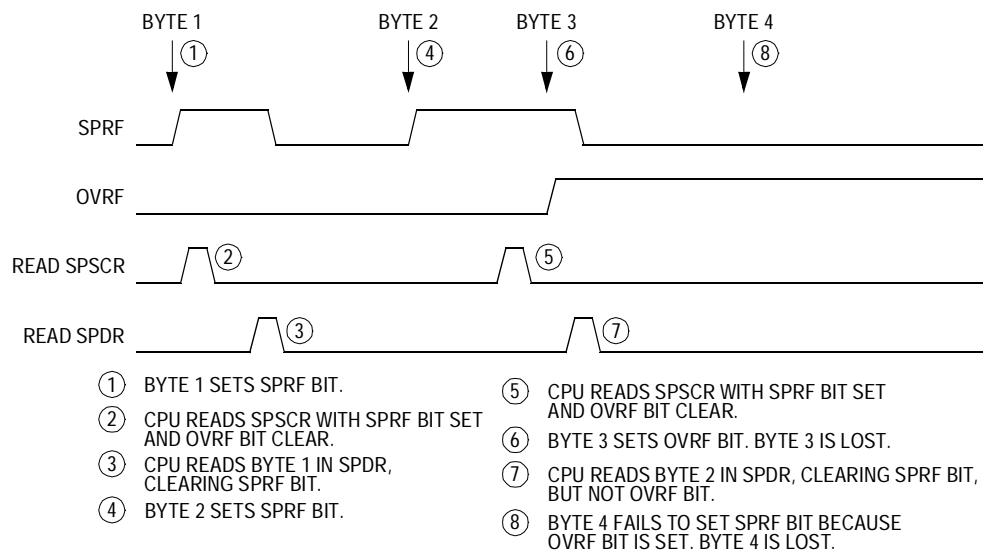 BYTE 1 BYTE 2 BYTE 3 BYTE 4
1 4 6 8
SPRF
OVRF
READ SPSCR 2 5
READ SPDR 3 7
1 BYTE 1 SETS SPRF BIT.
2 CPU READS SPSCR WITH SPRF BIT SET
AND OVRF BIT CLEAR.
3 CPU READS BYTE 1 IN SPDR,
CLEARING SPRF BIT.
4 BYTE 2 SETS SPRF BIT.
5 CPU READS SPSCR WITH SPRF BIT SET
AND OVRF BIT CLEAR.
6 BYTE 3 SETS OVRF BIT. BYTE 3 IS LOST.
7 CPU READS BYTE 2 IN SPDR, CLEARING SPRF BIT,
BUT NOT OVRF BIT.
8 BYTE 4 FAILS TO SET SPRF BIT BECAUSE
OVRF BIT IS SET. BYTE 4 IS LOST.